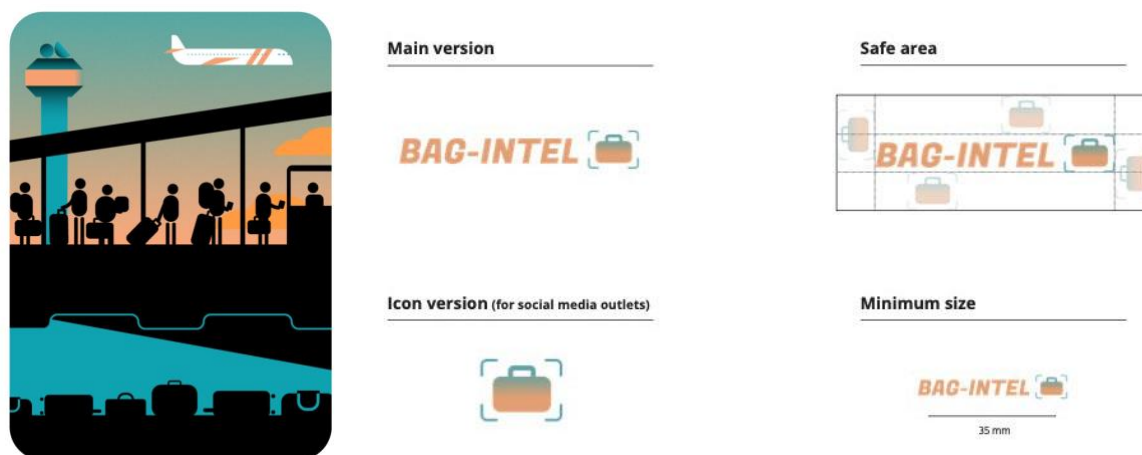 Main version
BAG-INTEL
Safe area
BAG-INTEL
Icon version (for social media outlets)
Minimum size
BAG-INTEL
35 mm